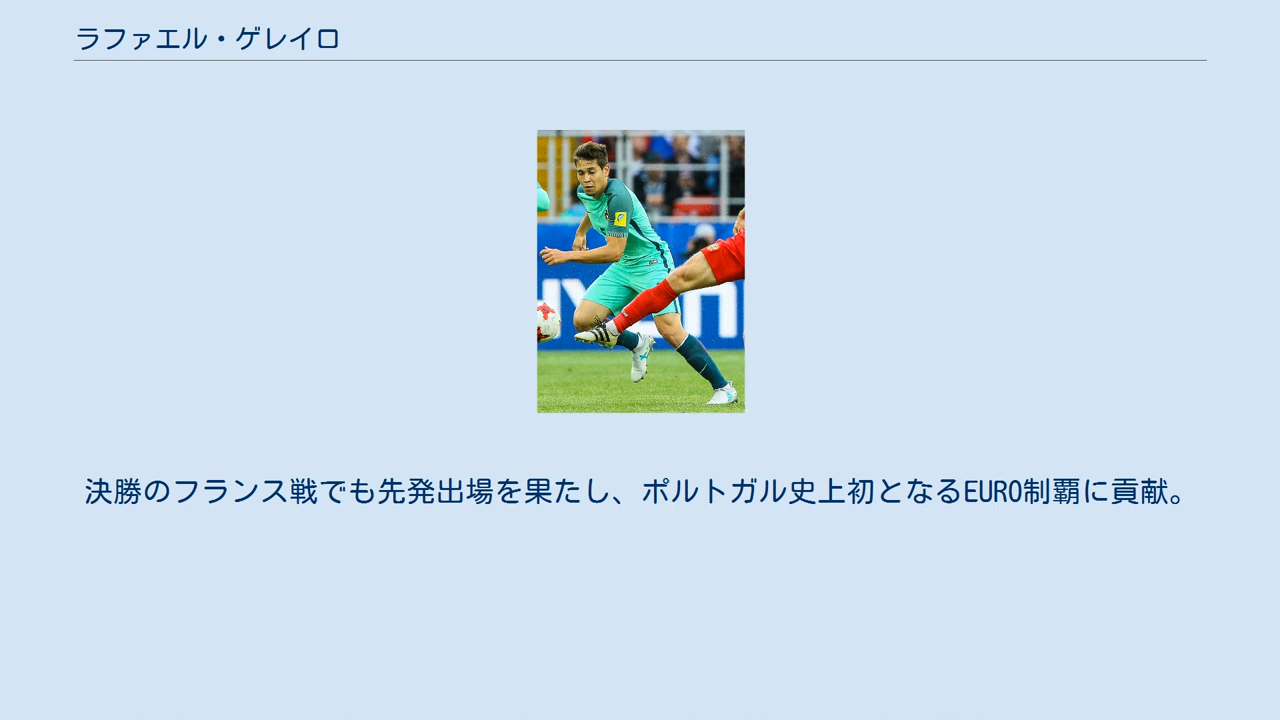 ラファエル・ゲレイロ
決勝のフランス戦でも先発出場を果たし、ポルトガル史上初となるEURO制覇に貢献。